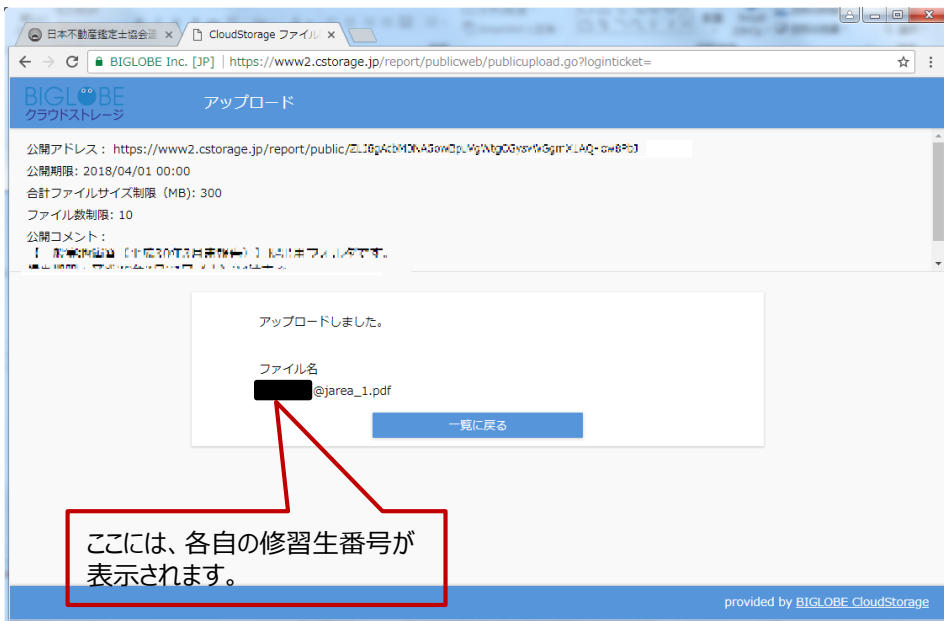 日本不動産鑑定士協会連
CloudStorage ファイル
BIGLOBE Inc. [JP] | https://www2.cstorage.jp/report/publicweb/publicupload.go?loginticket=
BIGLOBE
クラウドストレージ
アップロード
公開アドレス: https://www2.cstorage.jp/report/public/
公開期限: 2018/04/01 00:00
合計ファイルサイズ制限(MB): 300
ファイル数制限: 10
公開コメント:
アップロードしました。
ファイル名
@jarea_1.pdf
一覧に戻る
ここには、各自の修習生番号が
表示されます。
provided by BIGLOBE CloudStorage